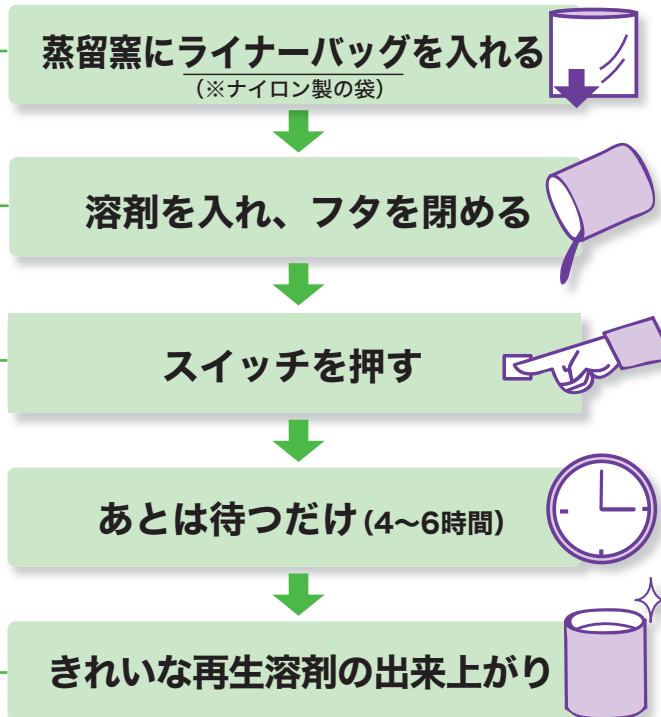 蒸留窯にライナーバッグを入れる
(※ナイロン製の袋)
溶剤を入れ、フタを閉める
スイッチを押す
あとは待つだけ(4〜6時間)
きれいな再生溶剤の出来上がり